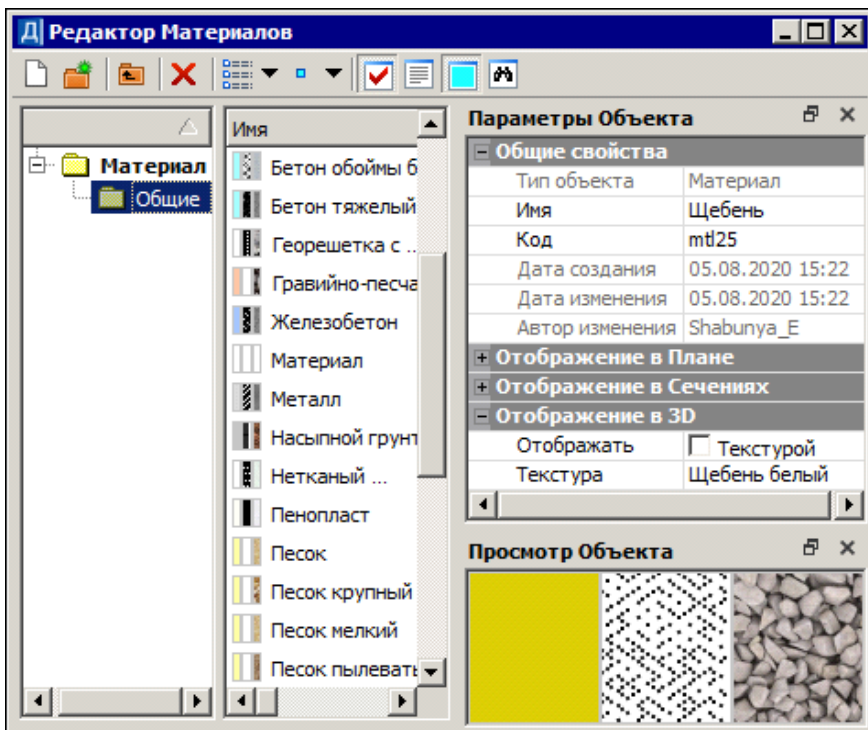 Редактор Материалов
Материал
Общие
Имя
Бетон обоймы б
Бетон тяжелый
Георешетка с ...
Гравийно-песча
Железобетон
Материал
Металл
Насыпной грунт
Нетканый ...
Пенопласт
Песок
Песок крупный
Песок мелкий
Песок пылеват
Параметры Объекта
Общие свойства
Тип объекта Материал
Имя Щебень
Код mtl25
Дата создания 05.08.2020 15:22
Дата изменения 05.08.2020 15:22
Автор изменения Shabunya_E
Отображение в Плане
Отображение в Сечениях
Отображение в 3D
Отображать Текстурой
Текстура Щебень белый
Просмотр Объекта